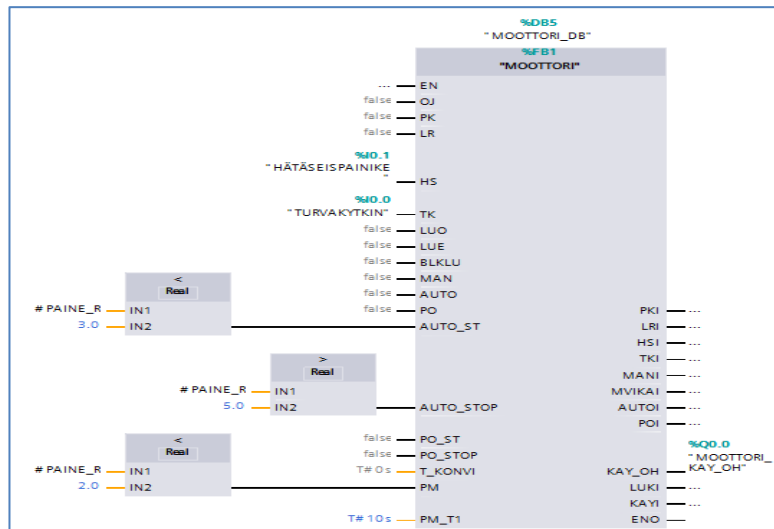 %DB5
"MOOTTORI_DB"
%FB1
"MOOTTORI"
... EN
false OJ
false PK
false LR
%I0.1
"HÄTÄSEISPAINIKE
" HS
%I0.0
"TURVAKYTKIN" TK
false LUO
false LUE
false BLKLU
false MAN
false AUTO
false PO PKI ...
<
Real
#PAINE_R IN1
3.0 IN2 AUTO_ST LRI ...
HSI ...
TKI ...
>
Real
MANI ...
#PAINE_R IN1 MVIKAI ...
5.0 IN2 AUTO_STOP AUTOI ...
POI ...
<
Real
false PO_ST
false PO_STOP
%Q0.0
"MOOTTORI_
KAY_OH"
#PAINE_R IN1 T#0s T_KONVI KAY_OH
2.0 IN2 PM LUKI ...
KAYI ...
T#10s PM_T1 ENO